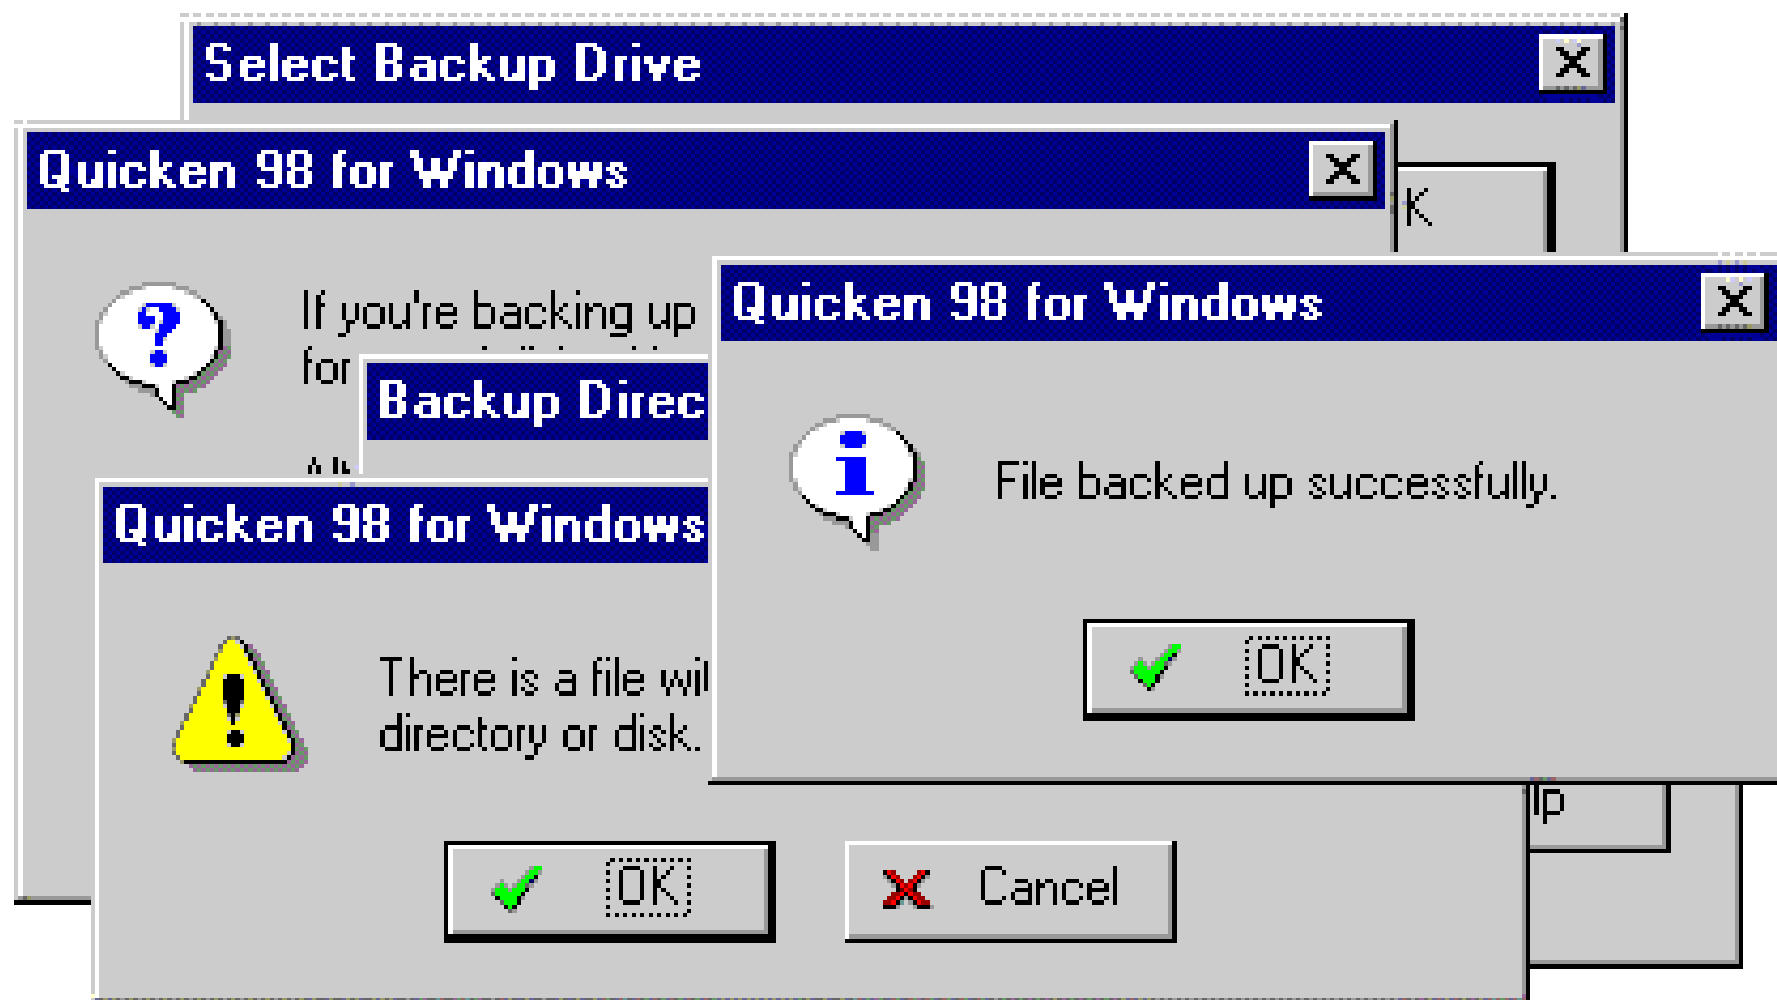 Select Backup Drive
Quicken 98 for Windows
K
If you're backing up
for
Backup Direc
Quicken 98 for Windows
There is a file wit
directory or disk.
OK
Cancel
Quicken 98 for Windows
File backed up successfully.
OK
lp